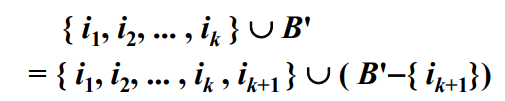 { i₁, i₂, ... , iₖ } ∪ B'
= { i₁, i₂, ... , iₖ , iₖ₊₁ } ∪ ( B'–{ iₖ₊₁})